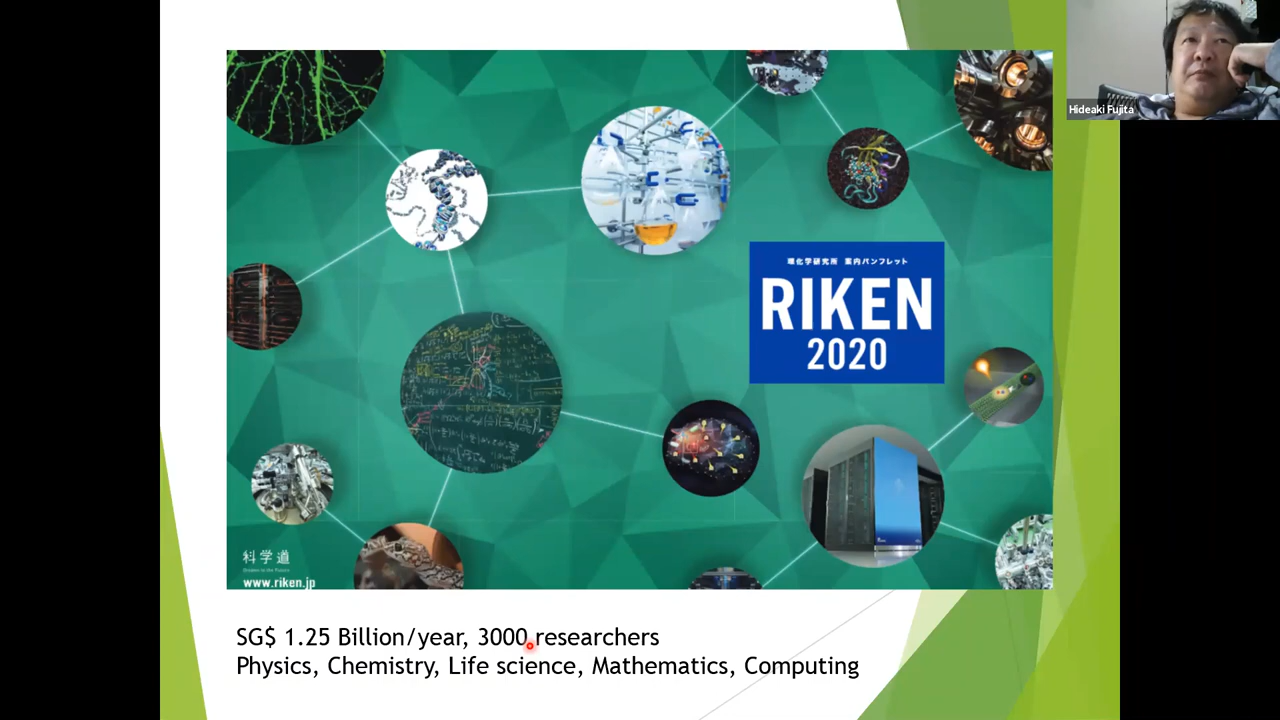 Hideaki Fujita
理化学研究所 案内パンフレット
RIKEN
2020
科学道
www.riken.jp
SG$ 1.25 Billion/year, 3000 researchers
Physics, Chemistry, Life science, Mathematics, Computing